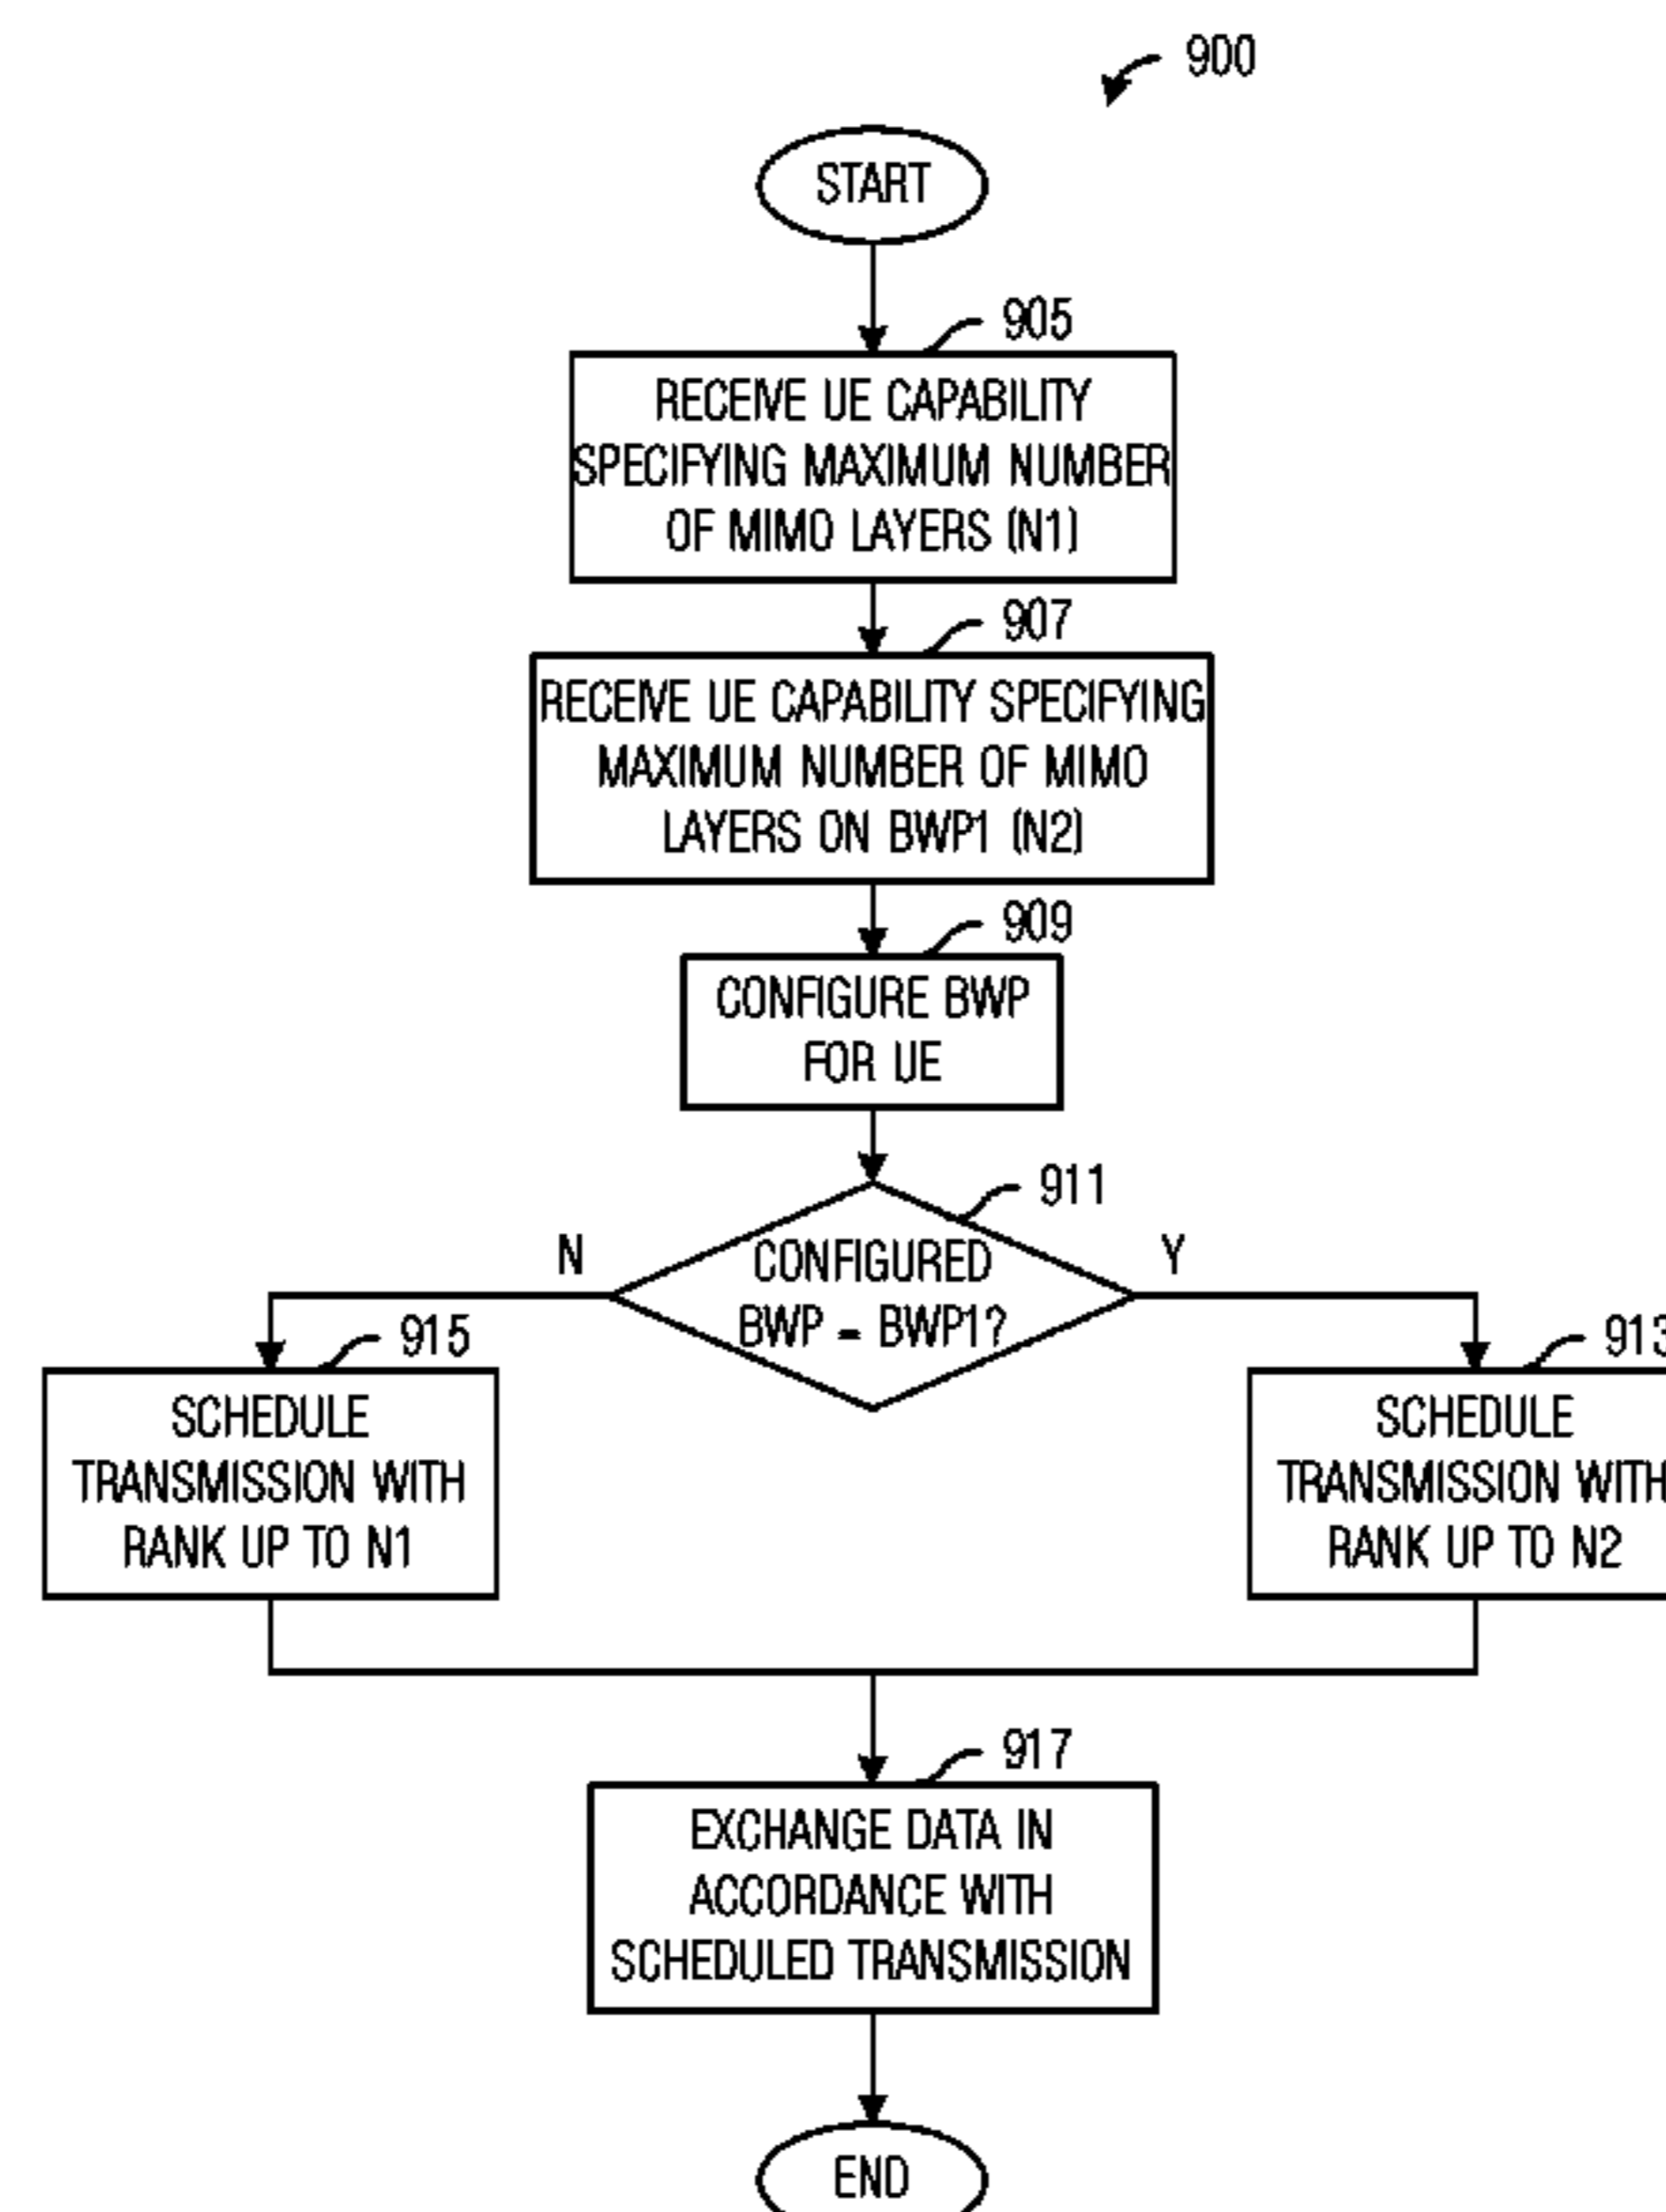 900
START
905
RECEIVE UE CAPABILITY
SPECIFYING MAXIMUM NUMBER
OF MIMO LAYERS (N1)
907
RECEIVE UE CAPABILITY SPECIFYING
MAXIMUM NUMBER OF MIMO
LAYERS ON BWP1 (N2)
909
CONFIGURE BWP
FOR UE
911
N
CONFIGURED
BWP = BWP1?
Y
915
SCHEDULE
TRANSMISSION WITH
RANK UP TO N1
913
SCHEDULE
TRANSMISSION WITH
RANK UP TO N2
917
EXCHANGE DATA IN
ACCORDANCE WITH
SCHEDULED TRANSMISSION
END